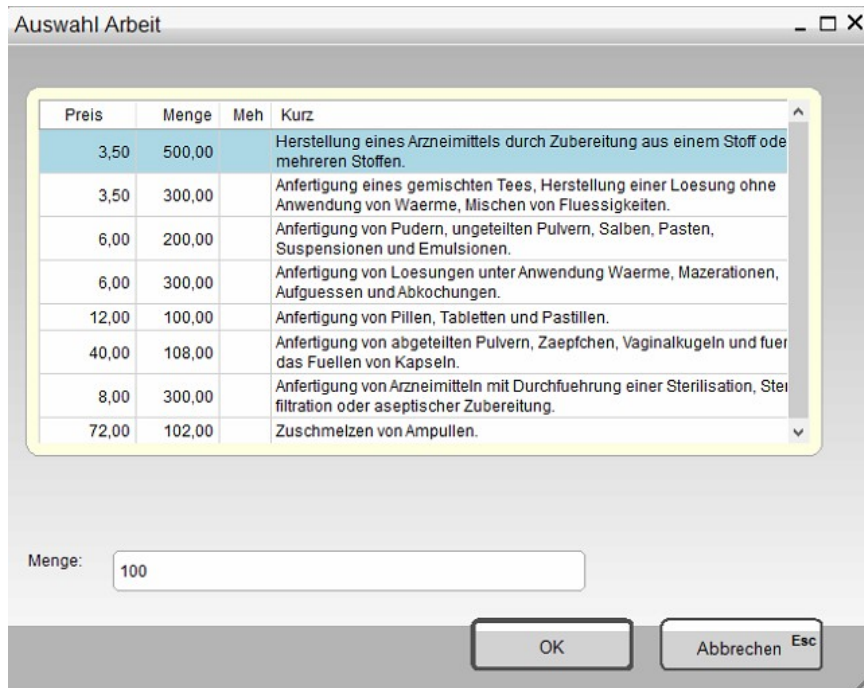 Auswahl Arbeit
Preis Menge Meh Kurz
3,50 500,00 Herstellung eines Arzneimittels durch Zubereitung aus einem Stoff ode
mehreren Stoffen.
3,50 300,00 Anfertigung eines gemischten Tees, Herstellung einer Loesung ohne
Anwendung von Waerme, Mischen von Fluessigkeiten.
6,00 200,00 Anfertigung von Pudern, ungeteilten Pulvern, Salben, Pasten,
Suspensionen und Emulsionen.
6,00 300,00 Anfertigung von Loesungen unter Anwendung Waerme, Mazerationen,
Aufguessen und Abkochungen.
12,00 100,00 Anfertigung von Pillen, Tabletten und Pastillen.
40,00 108,00 Anfertigung von abgeteilten Pulvern, Zaepfchen, Vaginalkugeln und fuer
das Fuellen von Kapseln.
8,00 300,00 Anfertigung von Arzneimitteln mit Durchfuehrung einer Sterilisation, Ster
filtration oder aseptischer Zubereitung.
72,00 102,00 Zuschmelzen von Ampullen.
Menge: 100
OK Abbrechen Esc